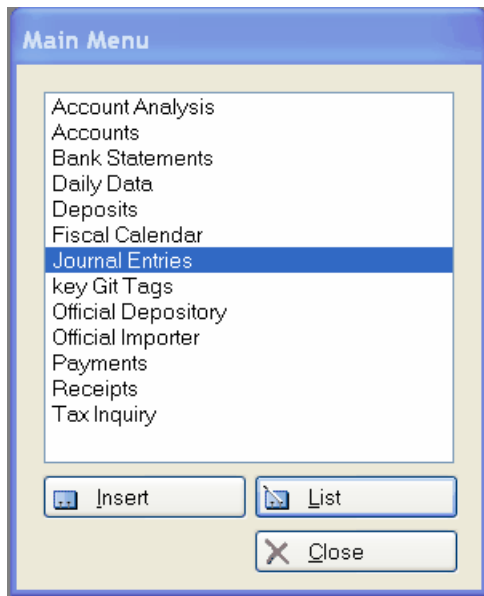 Main Menu
Account Analysis
Accounts
Bank Statements
Daily Data
Deposits
Fiscal Calendar
Journal Entries
key Git Tags
Official Depository
Official Importer
Payments
Receipts
Tax Inquiry
Insert
List
Close